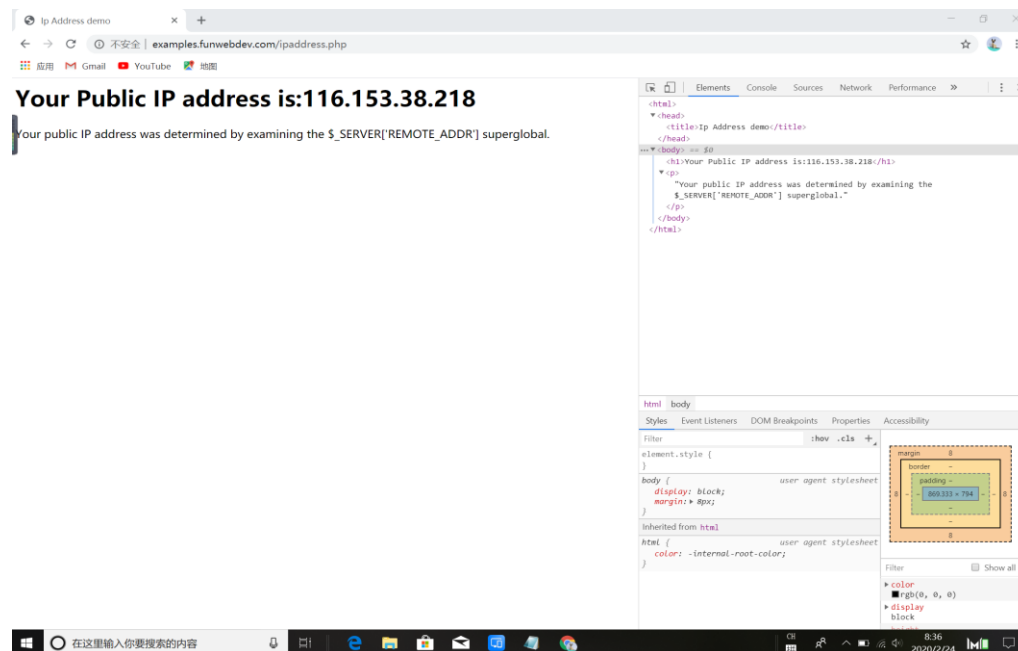 Ip Address demo
不安全 | examples.funwebdev.com/ipaddress.php
应用 Gmail YouTube 地图
Your Public IP address is:116.153.38.218
Your public IP address was determined by examining the $_SERVER['REMOTE_ADDR'] superglobal.
Elements Console Sources Network Performance »
<html>
▼<head>
<title>Ip Address demo</title>
</head>
••• ▼<body> == $0
<h1>Your Public IP address is:116.153.38.218</h1>
▼<p>
"Your public IP address was determined by examining the
$_SERVER['REMOTE_ADDR'] superglobal."
</p>
</body>
</html>
html body
Styles Event Listeners DOM Breakpoints Properties Accessibility
Filter :hov .cls +
element.style {
}
body { user agent stylesheet
display: block;
margin:▶ 8px;
}
Inherited from html
html { user agent stylesheet
color: -internal-root-color;
}
margin 8
border –
padding –
8 – – 869.333 × 794 – – 8
–
–
8
Filter Show all
▶color
rgb(0, 0, 0)
▶display
block
在这里输入你要搜索的内容
CH
8:36
2020/2/24